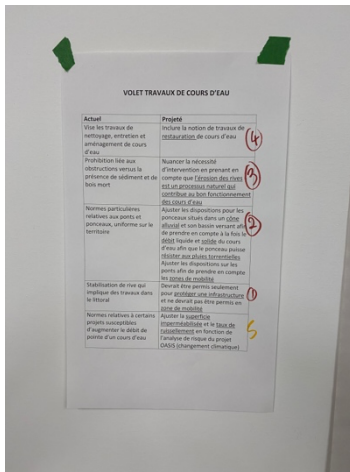 VOLET TRAVAUX DE COURS D'EAU
Actuel
Projeté
Vise les travaux de
nettoyage, entretien et
aménagement de cours
d'eau
Inclure la notion de travaux de
restauration de cours d'eau
4
Prohibition liée aux
obstructions versus la
présence de sédiment et de
bois mort
Nuancer la nécessité
d'intervention en prenant en
compte que l'érosion des rives
est un processus naturel qui
contribue au bon fonctionnement
des cours d'eau
3
Normes particulières
relatives aux ponts et
ponceaux, uniforme sur le
territoire
Ajuster les dispositions pour les
ponceaux situés dans un cône
alluvial et son bassin versant afin
de prendre en compte à la fois le
débit liquide et solide du cours
d'eau afin que le ponceau puisse
résister aux pluies torrentielles
Ajuster les dispositions sur les
ponts afin de prendre en compte
les zones de mobilité
2
Stabilisation de rive qui
implique des travaux dans
le littoral
Devrait être permis seulement
pour protéger une infrastructure
et ne devrait pas être permis en
zone de mobilité
1
Normes relatives à certains
projets susceptibles
d'augmenter le débit de
pointe d'un cours d'eau
Ajuster la superficie
imperméabilisée et le taux de
ruissellement en fonction de
l'analyse de risque du projet
OASIS (changement climatique)
5